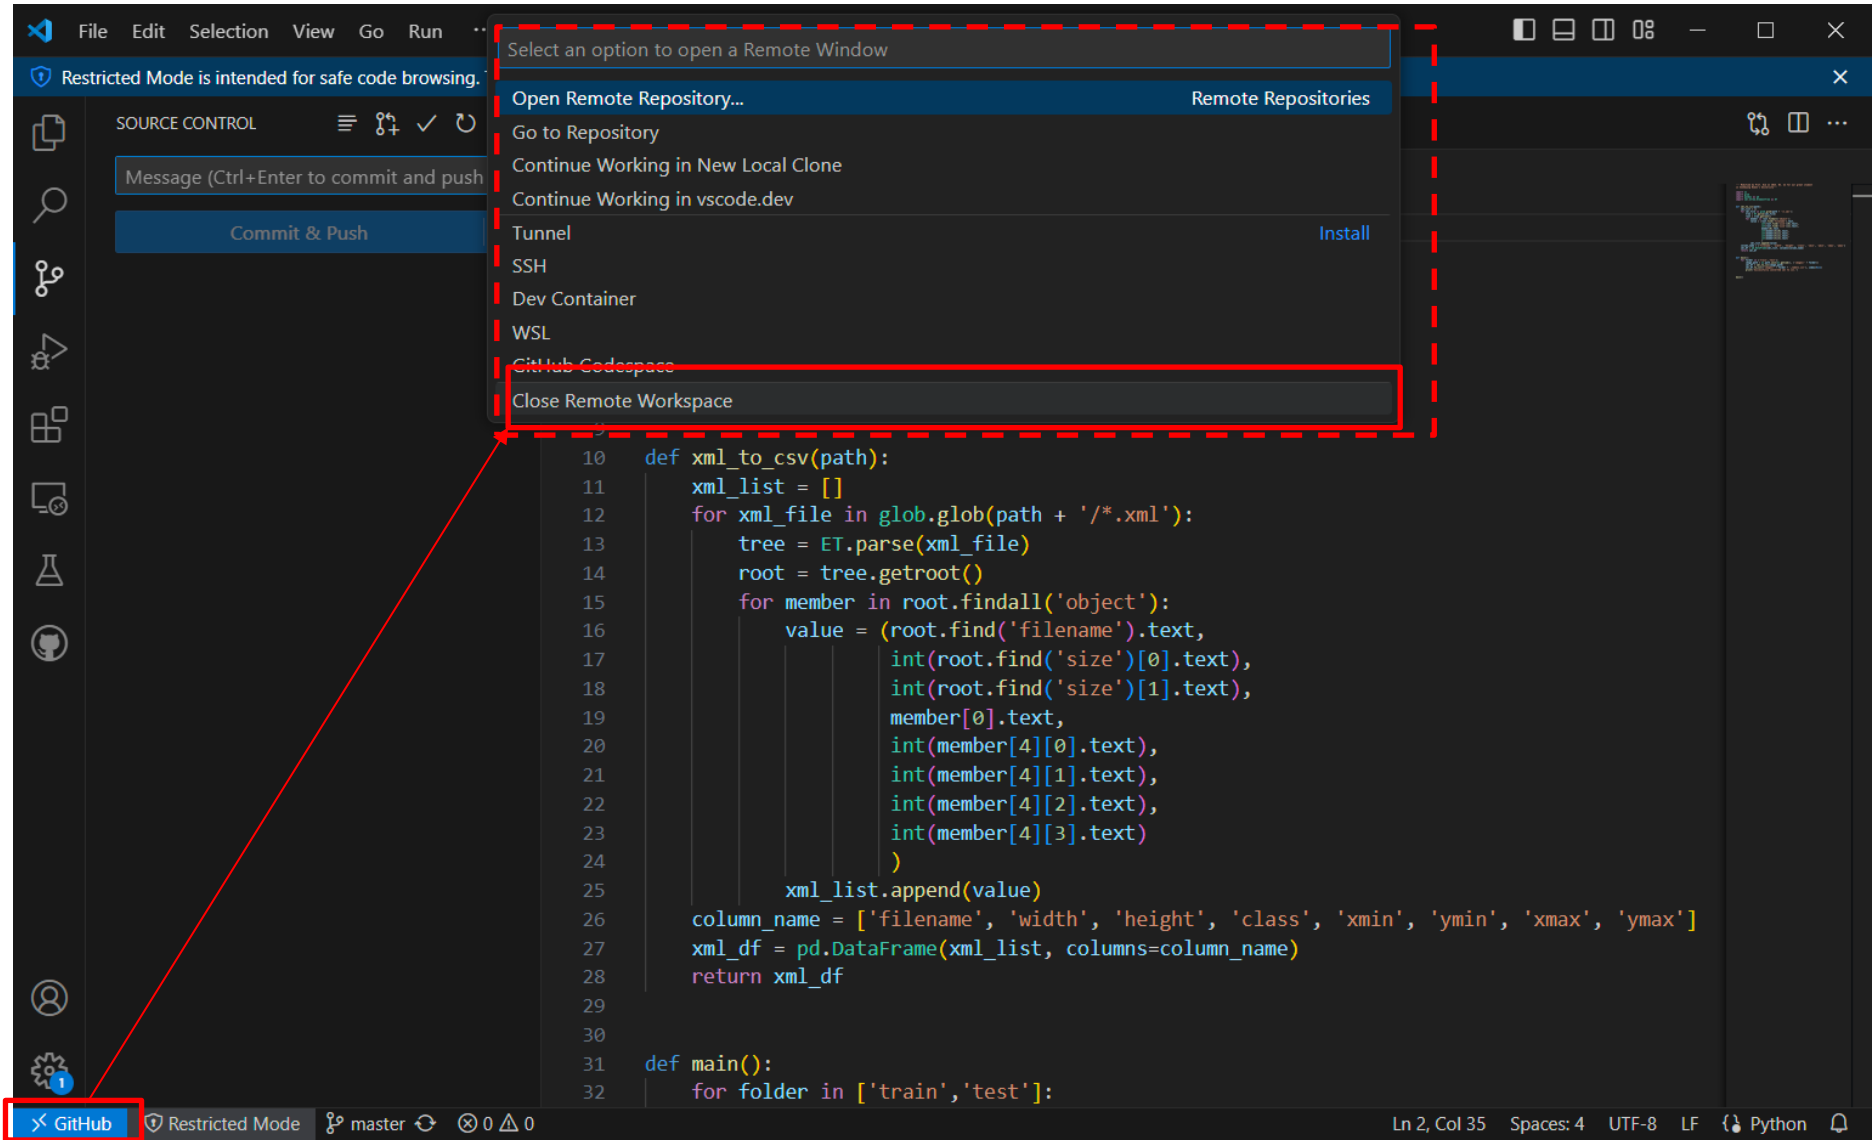 File Edit Selection View Go Run ···
Select an option to open a Remote Window
Restricted Mode is intended for safe code browsing.
Open Remote Repository... Remote Repositories
SOURCE CONTROL
Go to Repository
Continue Working in New Local Clone
Message (Ctrl+Enter to commit and push
Continue Working in vscode.dev
Commit & Push
Tunnel Install
SSH
Dev Container
WSL
GitHub Codespace
Close Remote Workspace
9
10 def xml_to_csv(path):
11 xml_list = []
12 for xml_file in glob.glob(path + '/*.xml'):
13 tree = ET.parse(xml_file)
14 root = tree.getroot()
15 for member in root.findall('object'):
16 value = (root.find('filename').text,
17 int(root.find('size')[0].text),
18 int(root.find('size')[1].text),
19 member[0].text,
20 int(member[4][0].text),
21 int(member[4][1].text),
22 int(member[4][2].text),
23 int(member[4][3].text)
24 )
25 xml_list.append(value)
26 column_name = ['filename', 'width', 'height', 'class', 'xmin', 'ymin', 'xmax', 'ymax']
27 xml_df = pd.DataFrame(xml_list, columns=column_name)
28 return xml_df
29
30
31 def main():
32 for folder in ['train','test']:
1
GitHub Restricted Mode master 0 0 Ln 2, Col 35 Spaces: 4 UTF-8 LF Python